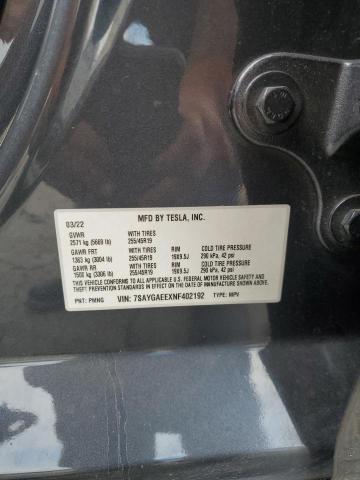 03/22 MFD BY TESLA, INC.
GVWR WITH TIRES
2571 kg (5669 lb) 255/45R19
GAWR FRT WITH TIRES RIM COLD TIRE PRESSURE
1363 kg (3004 lb) 255/45R19 19X9.5J 290 kPa, 42 psi
GAWR RR WITH TIRES RIM COLD TIRE PRESSURE
1500 kg (3306 lb) 255/45R19 19X9.5J 290 kPa, 42 psi
THIS VEHICLE CONFORMS TO ALL APPLICABLE U.S. FEDERAL MOTOR VEHICLE
SAFETY AND THEFT PREVENTION STANDARDS IN EFFECT ON THE DATE OF
MANUFACTURE SHOWN ABOVE.
PNT: PMNG VIN: 7SAYGAEEXNF402192 TYPE: MPV